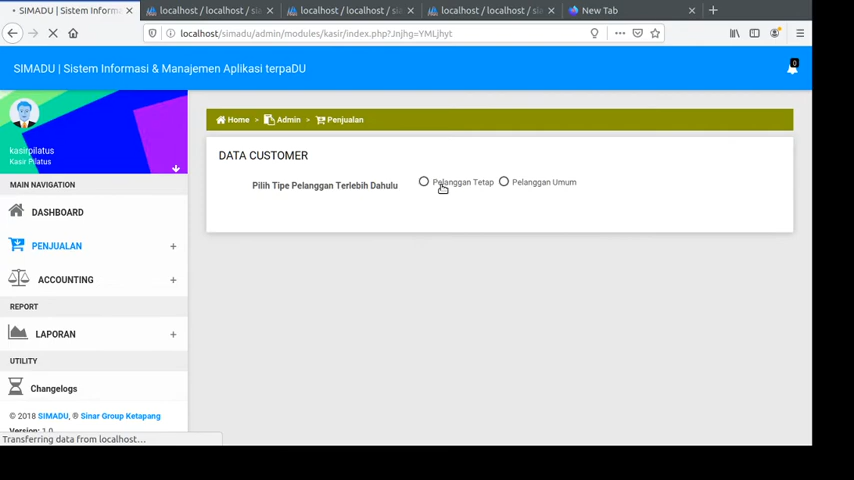 SIMADU | Sistem Inform
localhost / localhost / si
localhost / localhost / si
localhost / localhost / si
New Tab
localhost/simadu/admin/modules/kasir/index.php?Jnjhg=YMLjhyt
SIMADU | Sistem Informasi & Manajemen Aplikasi terpaDU
0
kasirpilatus
Kasir Pilatus
Home > Admin > Penjualan
DATA CUSTOMER
Pilih Tipe Pelanggan Terlebih Dahulu
Pelanggan Tetap
Pelanggan Umum
MAIN NAVIGATION
DASHBOARD
PENJUALAN +
ACCOUNTING +
REPORT
LAPORAN +
UTILITY
Changelogs
© 2018 SIMADU, ® Sinar Group Ketapang
Version: 1.0
Transferring data from localhost...